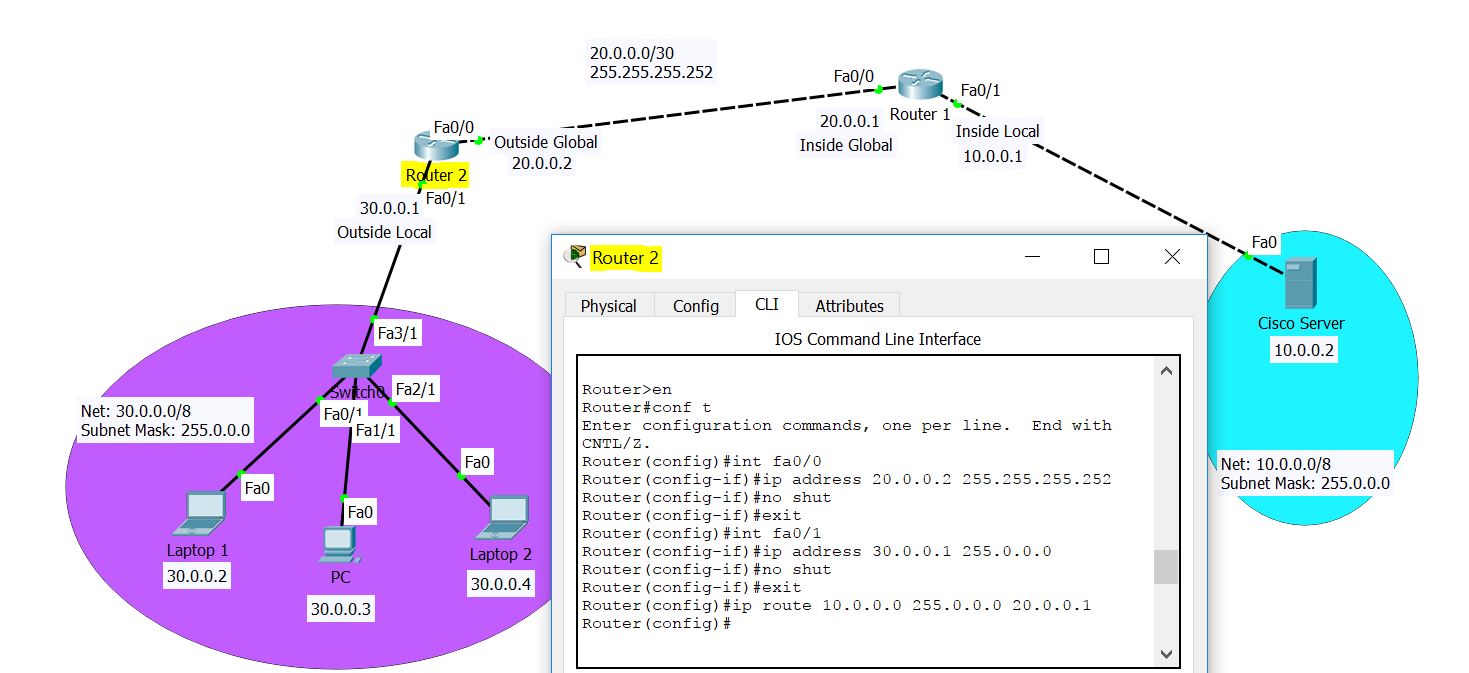 20.0.0.0/30
255.255.255.252
Fa0/0
Fa0/1
Router 1
20.0.0.1
Inside Global
Inside Local
10.0.0.1
Fa0/0
Outside Global
20.0.0.2
Router 2
Fa0/1
30.0.0.1
Outside Local
Fa0
Cisco Server
10.0.0.2
Net: 10.0.0.0/8
Subnet Mask: 255.0.0.0
Fa3/1
Switch0
Fa2/1
Fa0/1
Fa1/1
Net: 30.0.0.0/8
Subnet Mask: 255.0.0.0
Fa0
Fa0
Fa0
Laptop 1
30.0.0.2
PC
30.0.0.3
Laptop 2
30.0.0.4
Router 2
Physical Config CLI Attributes
IOS Command Line Interface
Router>en
Router#conf t
Enter configuration commands, one per line. End with
CNTL/Z.
Router(config)#int fa0/0
Router(config-if)#ip address 20.0.0.2 255.255.255.252
Router(config-if)#no shut
Router(config-if)#exit
Router(config)#int fa0/1
Router(config-if)#ip address 30.0.0.1 255.0.0.0
Router(config-if)#no shut
Router(config-if)#exit
Router(config)#ip route 10.0.0.0 255.0.0.0 20.0.0.1
Router(config)#